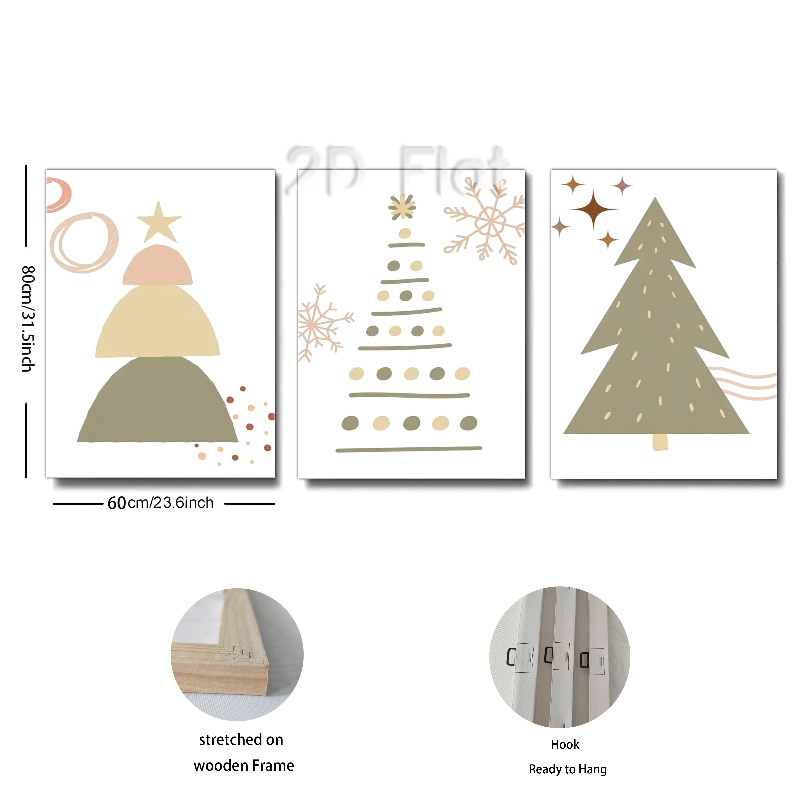 2D Flat
80cm/31.5inch
60cm/23.6inch
stretched on
wooden Frame
Hook
Ready to Hang